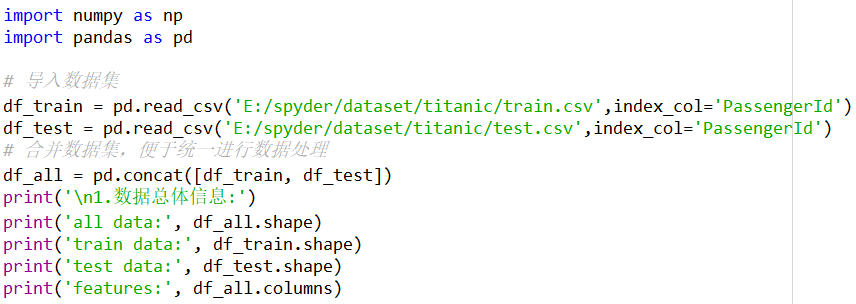 import numpy as np
import pandas as pd
# 导入数据集
df_train = pd.read_csv('E:/spyder/dataset/titanic/train.csv',index_col='PassengerId')
df_test = pd.read_csv('E:/spyder/dataset/titanic/test.csv',index_col='PassengerId')
# 合并数据集，便于统一进行数据处理
df_all = pd.concat([df_train, df_test])
print('\n1.数据总体信息:')
print('all data:', df_all.shape)
print('train data:', df_train.shape)
print('test data:', df_test.shape)
print('features:', df_all.columns)